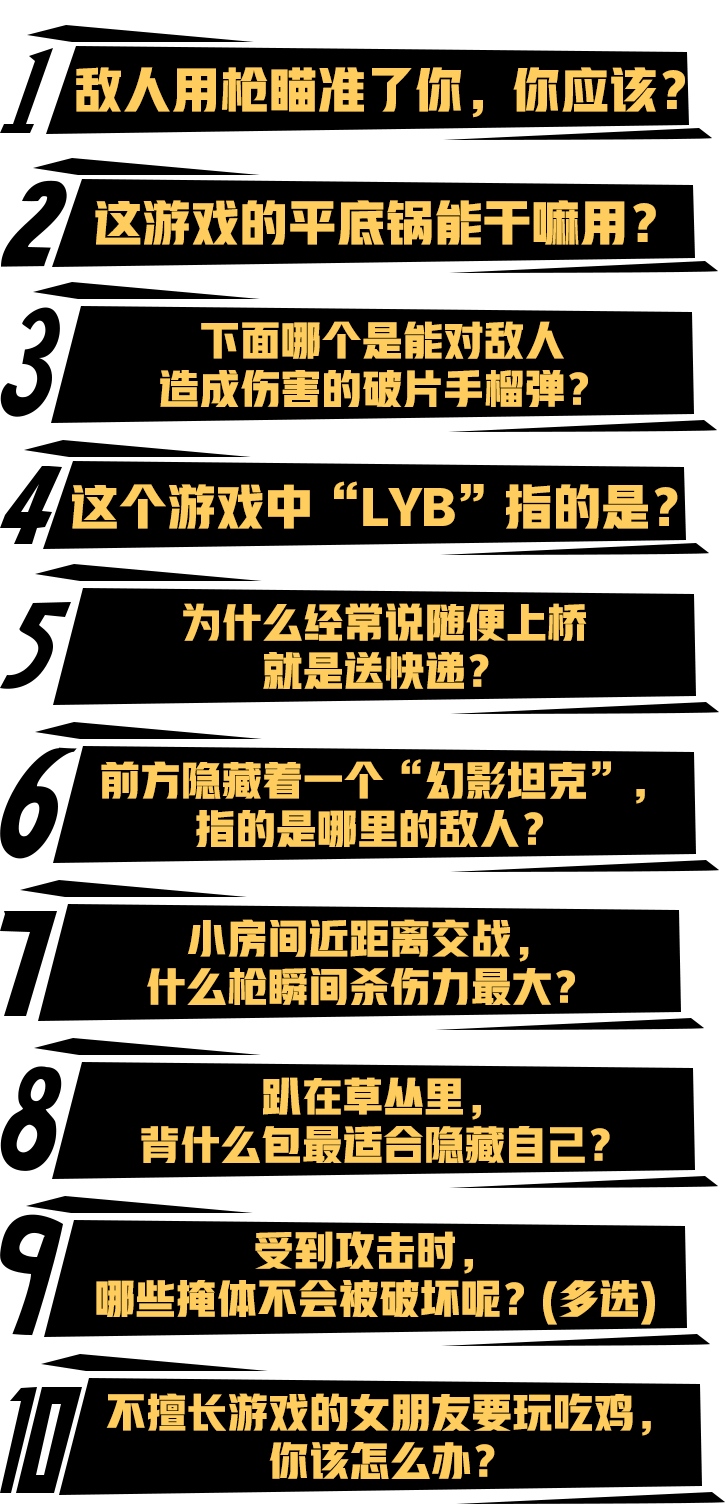 1 敌人用枪瞄准了你，你应该？
2 这游戏的平底锅能干嘛用？
3 下面哪个是能对敌人
造成伤害的破片手榴弹？
4 这个游戏中“LYB”指的是？
5 为什么经常说随便上桥
就是送快递？
6 前方隐藏着一个“幻影坦克”，
指的是哪里的敌人？
7 小房间近距离交战，
什么枪瞬间杀伤力最大？
8 趴在草丛里，
背什么包最适合隐藏自己？
9 受到攻击时，
哪些掩体不会被破坏呢？(多选)
10 不擅长游戏的女朋友要玩吃鸡，
你该怎么办？